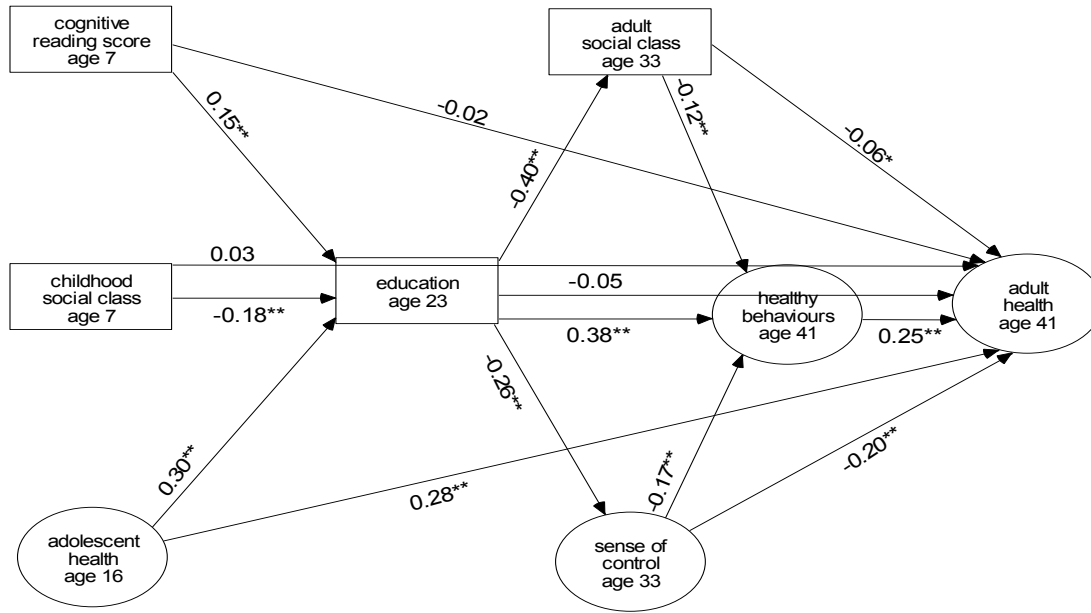 cognitive
reading score
age 7
adult
social class
age 33
0.15**
-0.02
-0.12**
-0.06*
-0.40**
0.03
childhood
social class
age 7
-0.18**
education
age 23
-0.05
0.38**
healthy
behaviours
age 41
0.25**
adult
health
age 41
-0.26**
0.30**
0.28**
-0.17**
-0.20**
adolescent
health
age 16
sense of
control
age 33